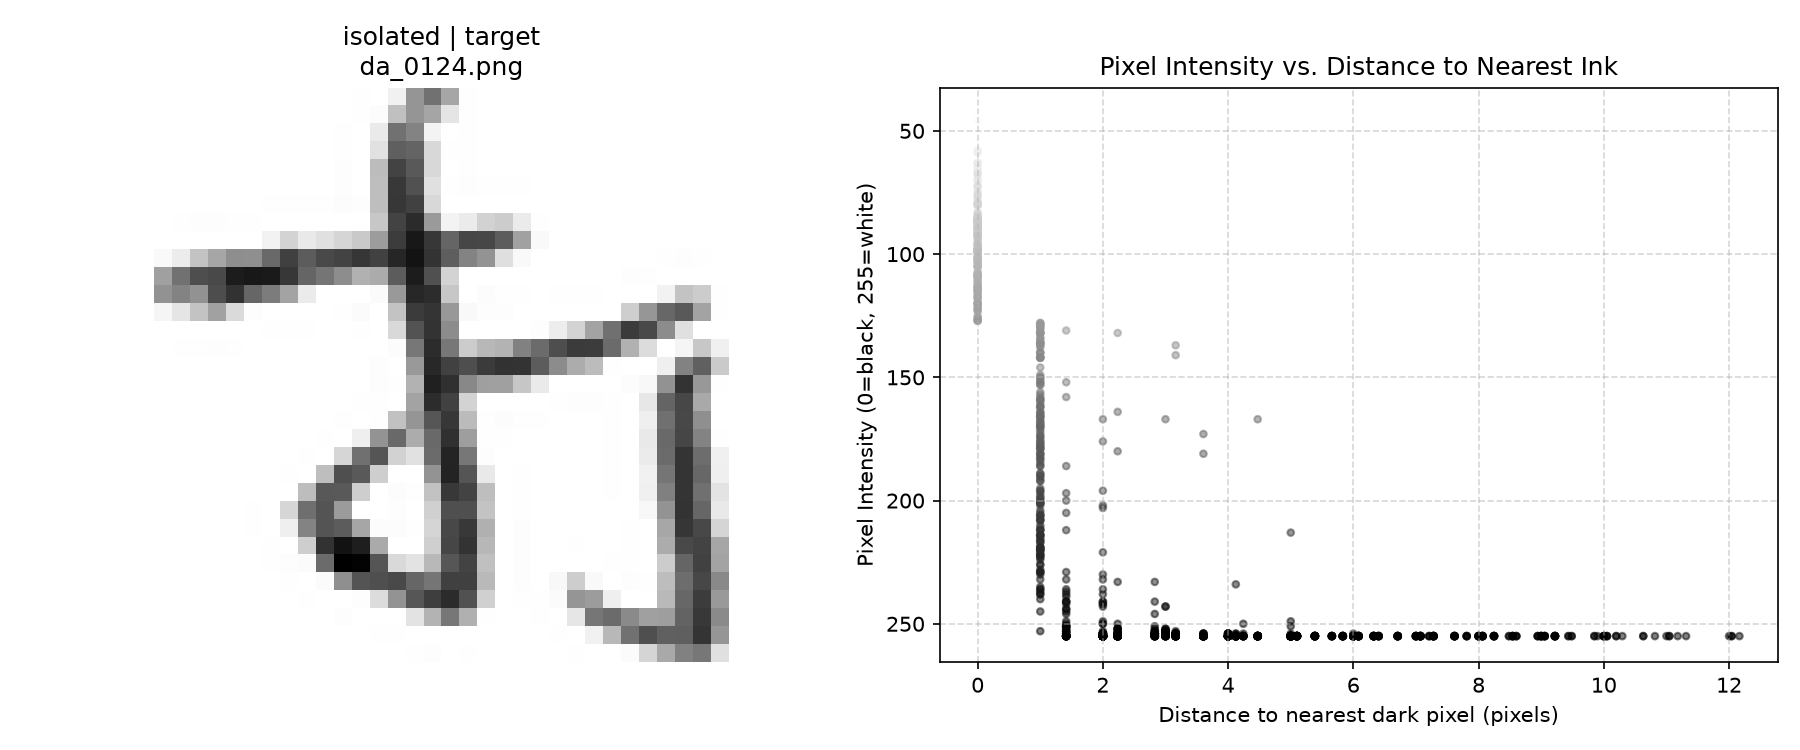 isolated | target
da_0124.png
Pixel Intensity vs. Distance to Nearest Ink
Pixel Intensity (0=black, 255=white)
50
100
150
200
250
0 2 4 6 8 10 12
Distance to nearest dark pixel (pixels)